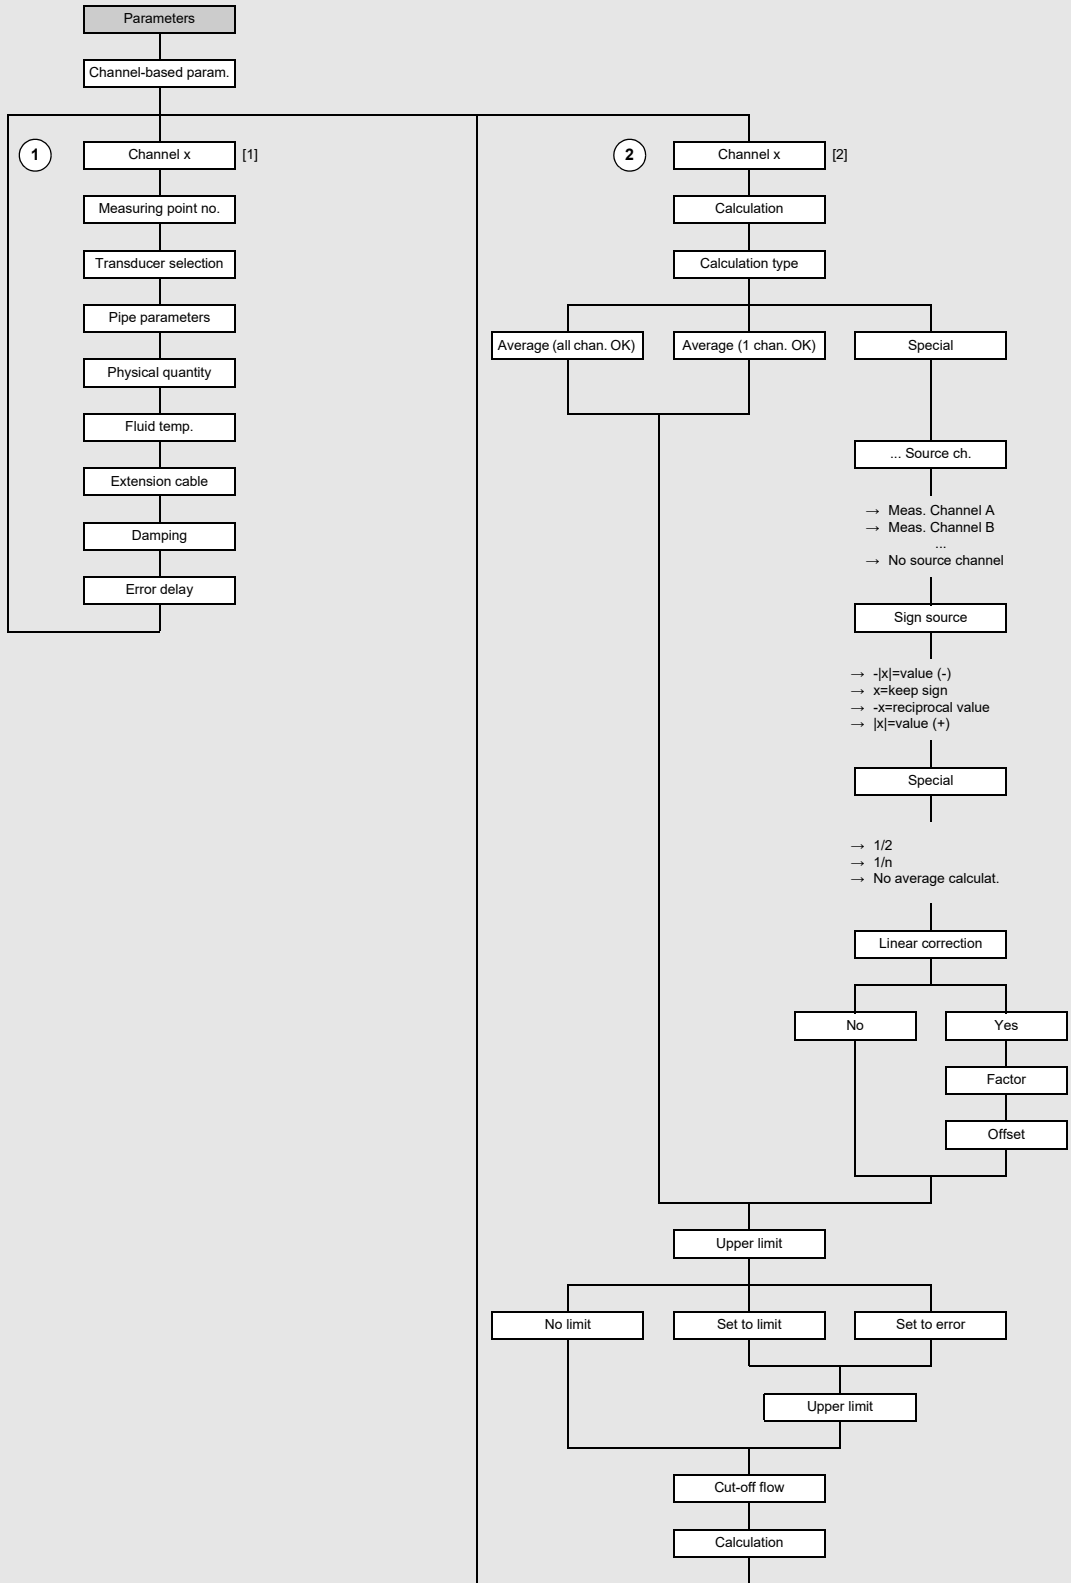 Parameters
Channel-based param.
1
Channel x
[1]
Measuring point no.
Transducer selection
Pipe parameters
Physical quantity
Fluid temp.
Extension cable
Damping
Error delay
2
Channel x
[2]
Calculation
Calculation type
Average (all chan. OK)
Average (1 chan. OK)
Special
... Source ch.
→ Meas. Channel A
→ Meas. Channel B
...
→ No source channel
Sign source
→ -|x|=value (-)
→ x=keep sign
→ -x=reciprocal value
→ |x|=value (+)
Special
→ 1/2
→ 1/n
→ No average calculat.
Linear correction
No
Yes
Factor
Offset
Upper limit
No limit
Set to limit
Set to error
Upper limit
Cut-off flow
Calculation